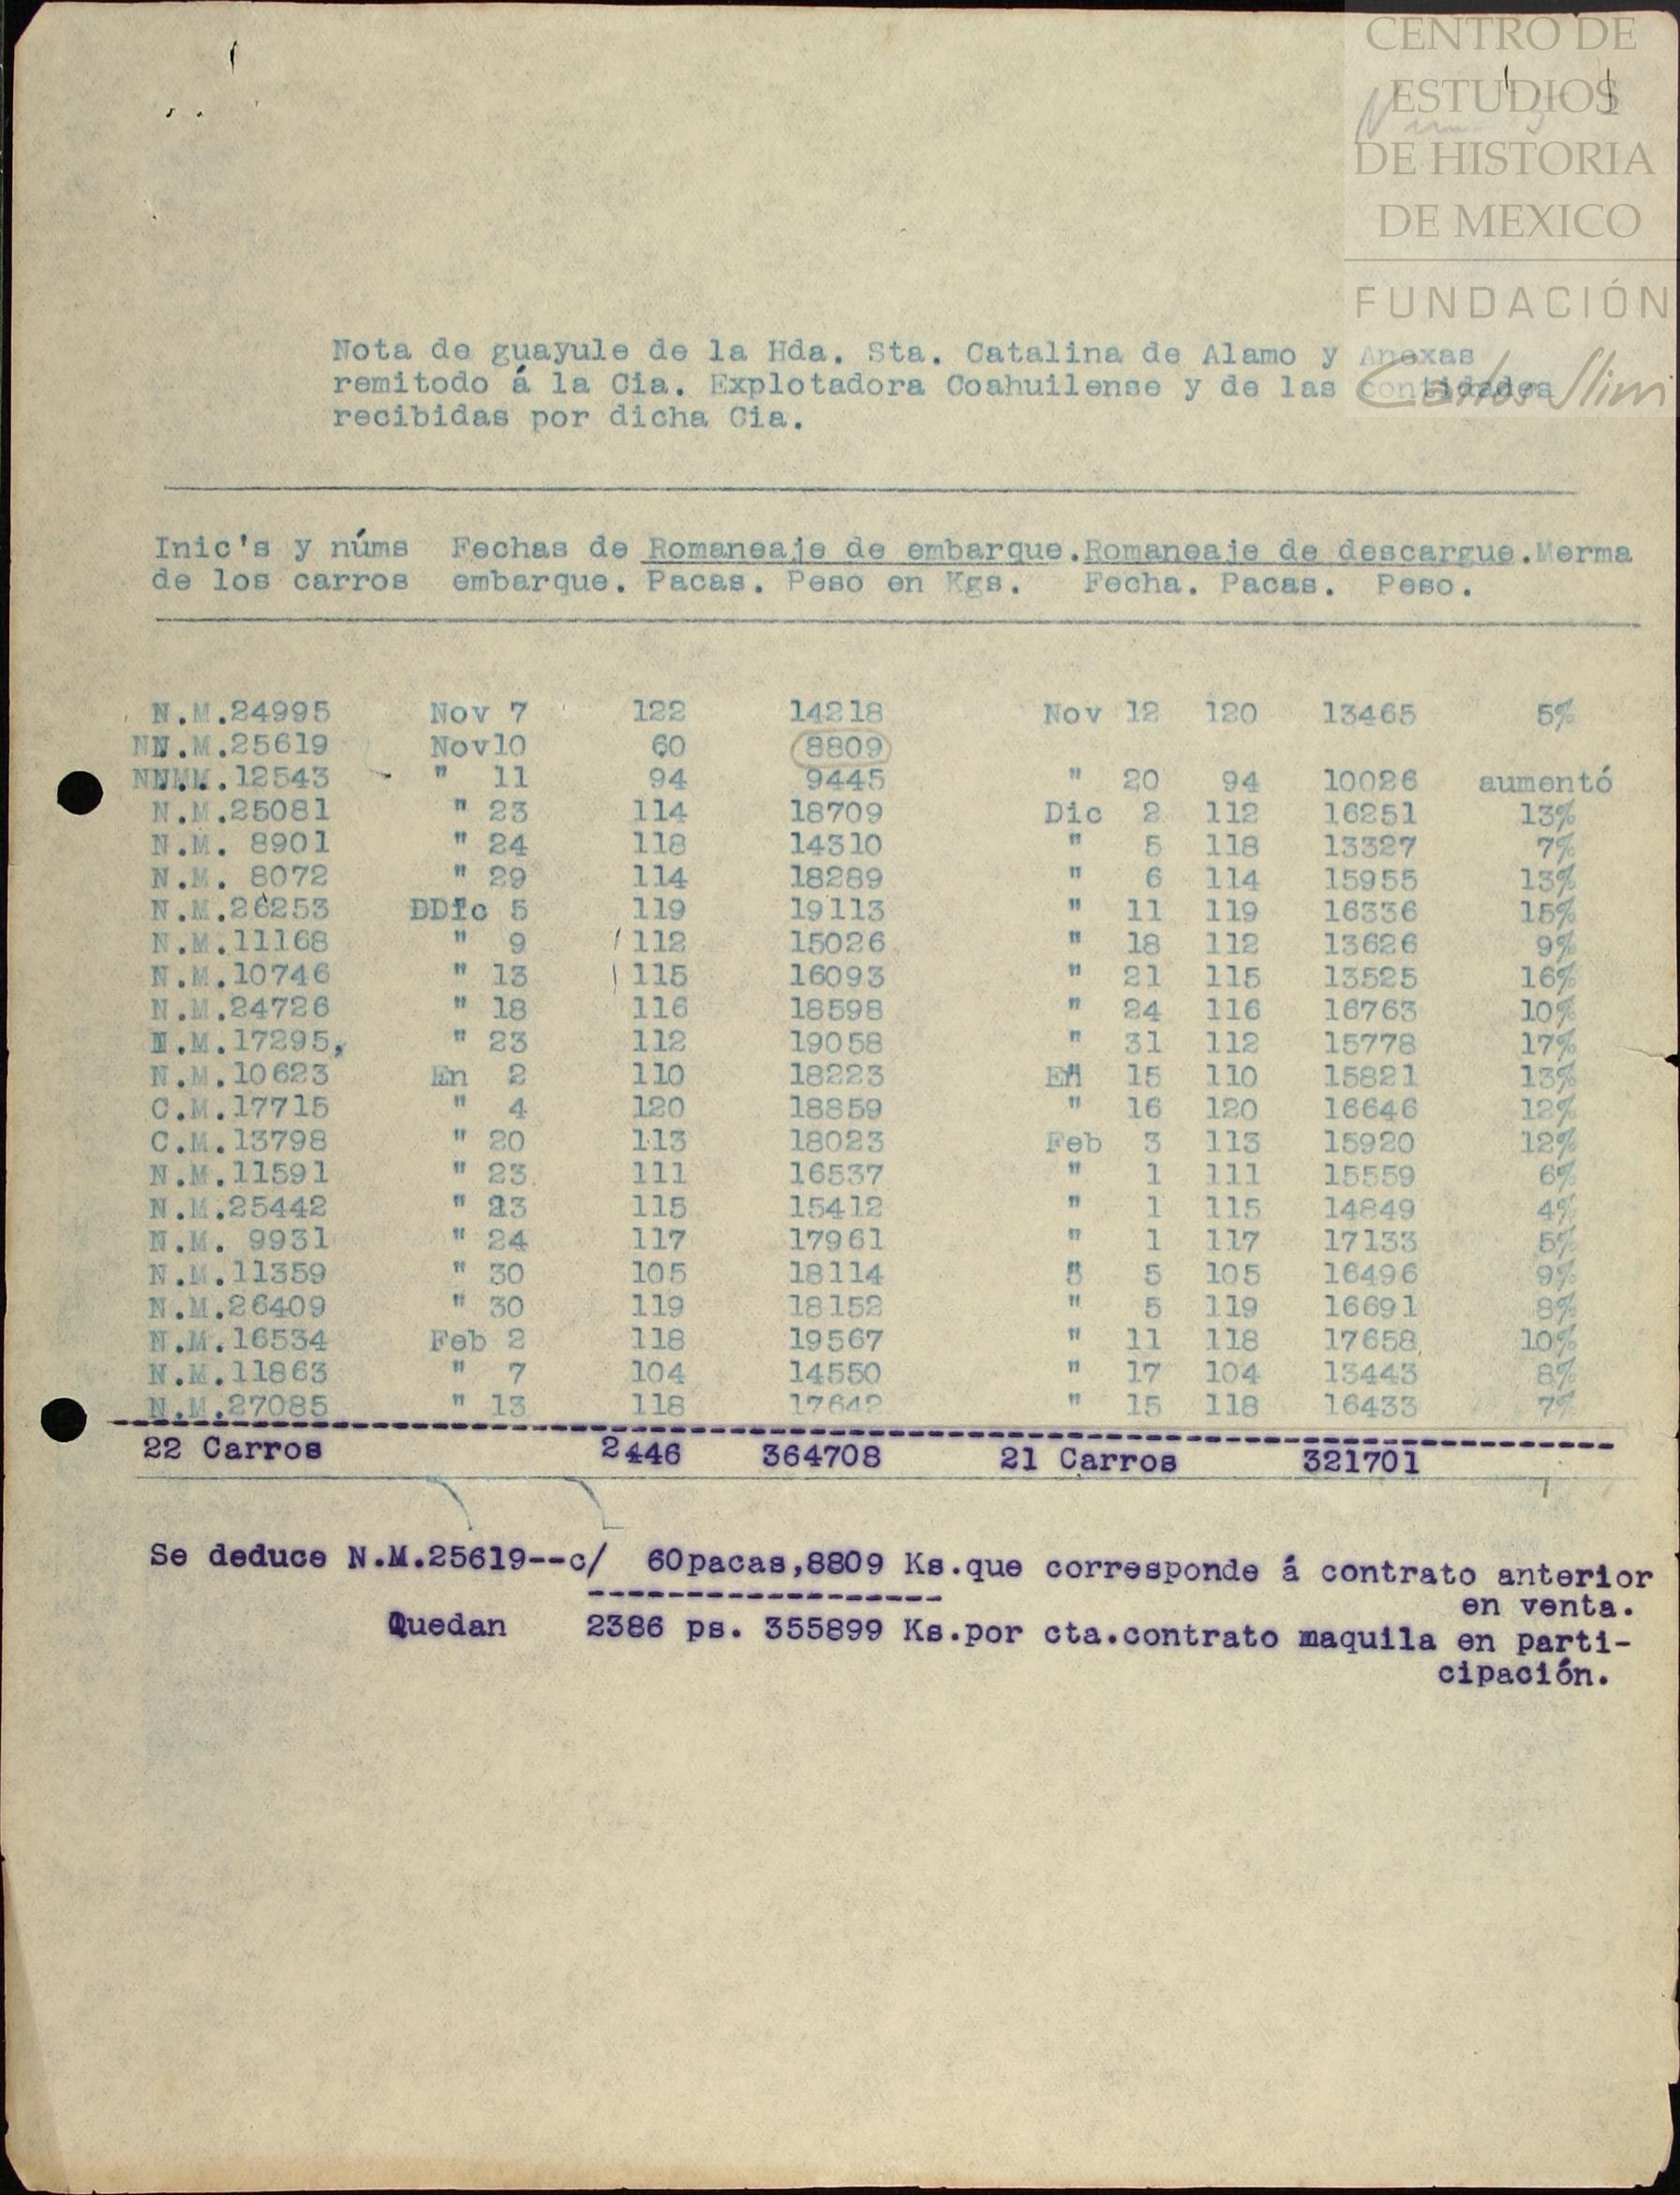 CENTRO DE
ESTUDIOS
DE HISTORIA
DE MEXICO
FUNDACIÓN
Carlos Slim
Nota de guayule de la Hda. Sta. Catalina de Alamo y Anexas
remitodo á la Cia. Explotadora Coahuilense y de las contidades
recibidas por dicha Cia.
Inic's y núms Fechas de Romaneaje de embarque. Romaneaje de descargue. Merma
de los carros embarque. Pacas. Peso en Kgs. Fecha. Pacas. Peso.
N.M.24995 Nov 7 122 14218 Nov 12 120 13465 5%
NN.M.25619 Nov10 60 8809
NNMM.12543 " 11 94 9445 " 20 94 10026 aumentó
N.M.25081 " 23 114 18709 Dic 2 112 16251 13%
N.M. 8901 " 24 118 14310 " 5 118 13327 7%
N.M. 8072 " 29 114 18289 " 6 114 15955 13%
N.M.26253 DDic 5 119 19113 " 11 119 16336 15%
N.M.11168 " 9 112 15026 " 18 112 13626 9%
N.M.10746 " 13 115 16093 " 21 115 13525 16%
N.M.24726 " 18 116 18598 " 24 116 16763 10%
N.M.17295, " 23 112 19058 " 31 112 15778 17%
N.M.10623 En 2 110 18223 En 15 110 15821 13%
C.M.17715 " 4 120 18859 " 16 120 16646 12%
C.M.13798 " 20 113 18023 Feb 3 113 15920 12%
N.M.11591 " 23 111 16537 " 1 111 15559 6%
N.M.25442 " 23 115 15412 " 1 115 14849 4%
N.M. 9931 " 24 117 17961 " 1 117 17133 5%
N.M.11359 " 30 105 18114 " 5 105 16496 9%
N.M.26409 " 30 119 18152 " 5 119 16691 8%
N.M.16534 Feb 2 118 19567 " 11 118 17658 10%
N.M.11863 " 7 104 14550 " 17 104 13443 8%
N.M.27085 " 13 118 17642 " 15 118 16433 7%
22 Carros 2446 364708 21 Carros 321701
Se deduce N.M.25619--c/ 60pacas,8809 Ks.que corresponde á contrato anterior
en venta.
Quedan 2386 ps. 355899 Ks.por cta.contrato maquila en parti-
cipación.